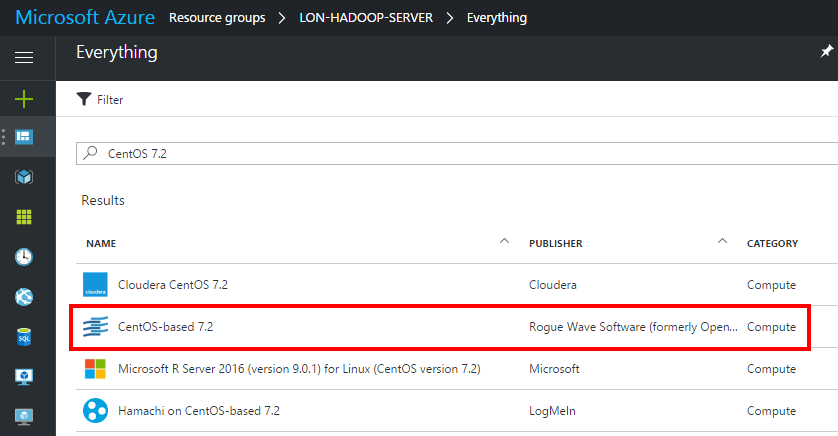 Microsoft Azure Resource groups > LON-HADOOP-SERVER > Everything
Everything
Filter
CentOS 7.2
Results
NAME PUBLISHER CATEGORY
cloudera Cloudera CentOS 7.2 Cloudera Compute
CentOS-based 7.2 Rogue Wave Software (formerly Open... Compute
Microsoft R Server 2016 (version 9.0.1) for Linux (CentOS version 7.2) Microsoft Compute
Hamachi on CentOS-based 7.2 LogMeIn Compute
SQL